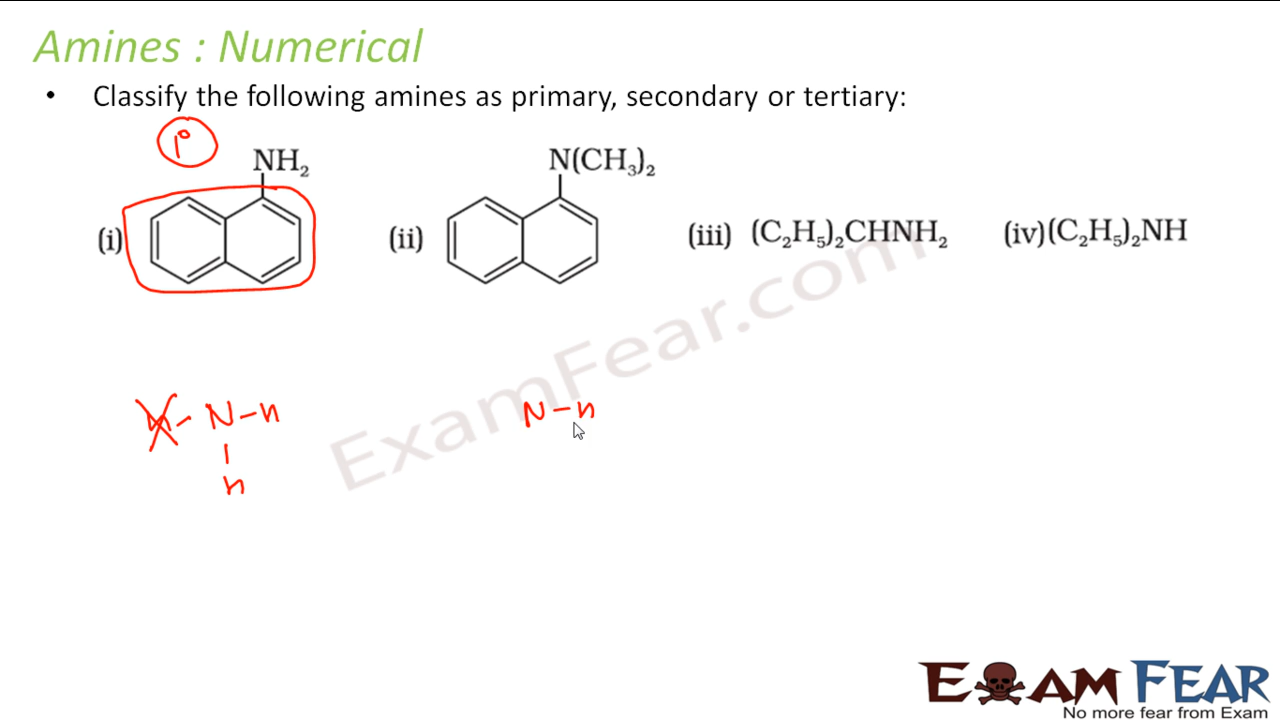 Amines : Numerical
• Classify the following amines as primary, secondary or tertiary:
1°
NH₂
N(CH₃)₂
(i)
(ii)
(iii) (C₂H₅)₂CHNH₂
(iv)(C₂H₅)₂NH
N-H
H
N-H
ExamFear.com
EXAM FEAR
No more fear from Exam